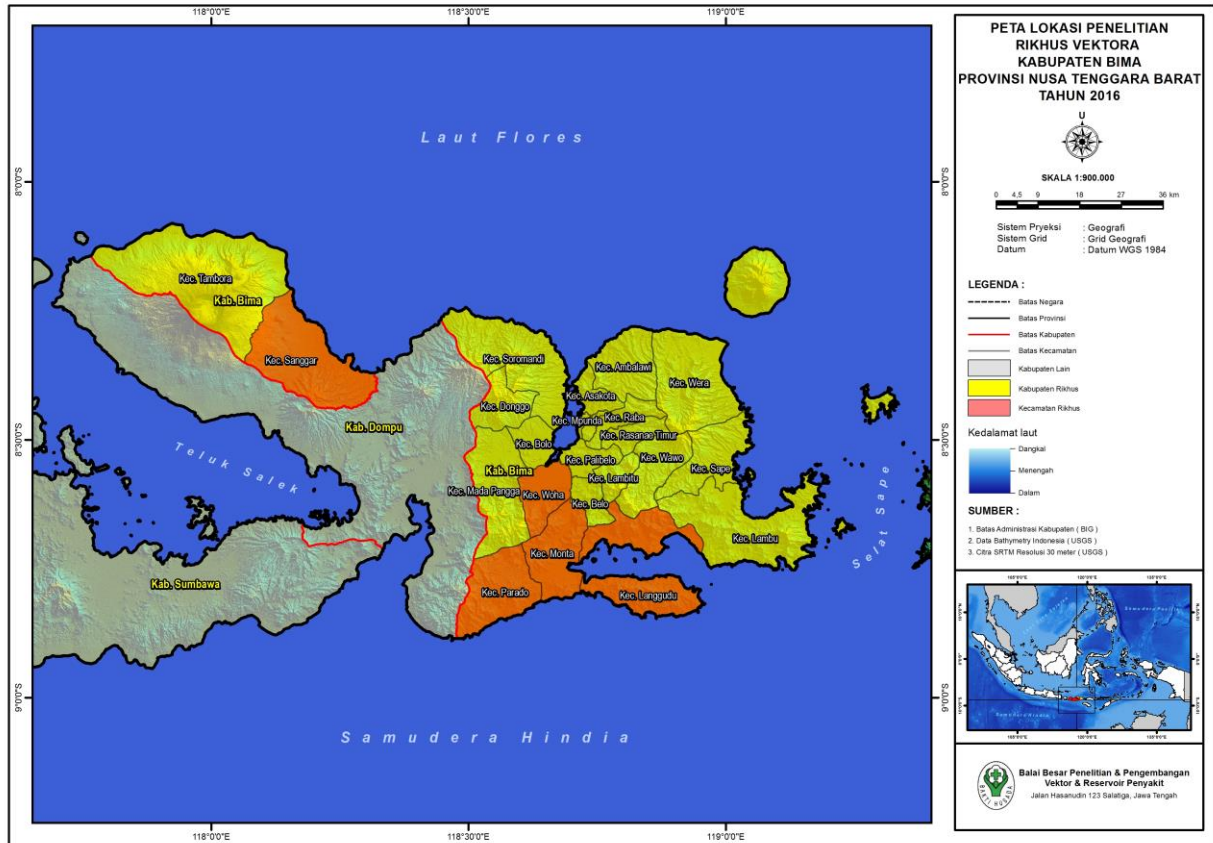 118°0'0"E
118°30'0"E
119°0'0"E
8°0'0"S
8°30'0"S
9°0'0"S
8°0'0"S
8°30'0"S
9°0'0"S
Laut Flores
Kec. Tambora
Kab. Bima
Kec. Sanggar
Kec. Soromandi
Kec. Ambalawi
Kec. Wera
Kec. Donggo
Kec. Asakota
Kec. Mpunda
Kec. Raba
Kab. Dompu
Kec. Bolo
Kec. Rasanae Timur
Teluk Salek
Kab. Bima
Kec. Palibelo
Kec. Wawo
Kec. Sape
Kec. Mada Pangga
Kec. Woha
Kec. Lambitu
Kec. Belo
Selat Sape
Kec. Lambu
Kec. Monta
Kab. Sumbawa
Kec. Parado
Kec. Langgudu
Samudera Hindia
118°0'0"E
118°30'0"E
119°0'0"E
PETA LOKASI PENELITIAN
RIKHUS VEKTORA
KABUPATEN BIMA
PROVINSI NUSA TENGGARA BARAT
TAHUN 2016
U
SKALA 1:900.000
0 4,5 9 18 27 36 km
Sistem Pryeksi : Geografi
Sistem Grid : Grid Geografi
Datum : Datum WGS 1984
LEGENDA :
Batas Negara
Batas Provinsi
Batas Kabupaten
Batas Kecamatan
Kabupaten Lain
Kabupaten Rikhus
Kecamatan Rikhus
Kedalamat laut
Dangkal
Menengah
Dalam
SUMBER :
1. Batas Administrasi Kabupaten ( BIG )
2. Data Bathymetry Indonesia ( USGS )
3. Citra SRTM Resolusi 30 meter ( USGS )
Samudera Hindia
BAKTI HUSADA
Balai Besar Penelitian & Pengembangan
Vektor & Reservoir Penyakit
Jalan Hasanudin 123 Salatiga, Jawa Tengah